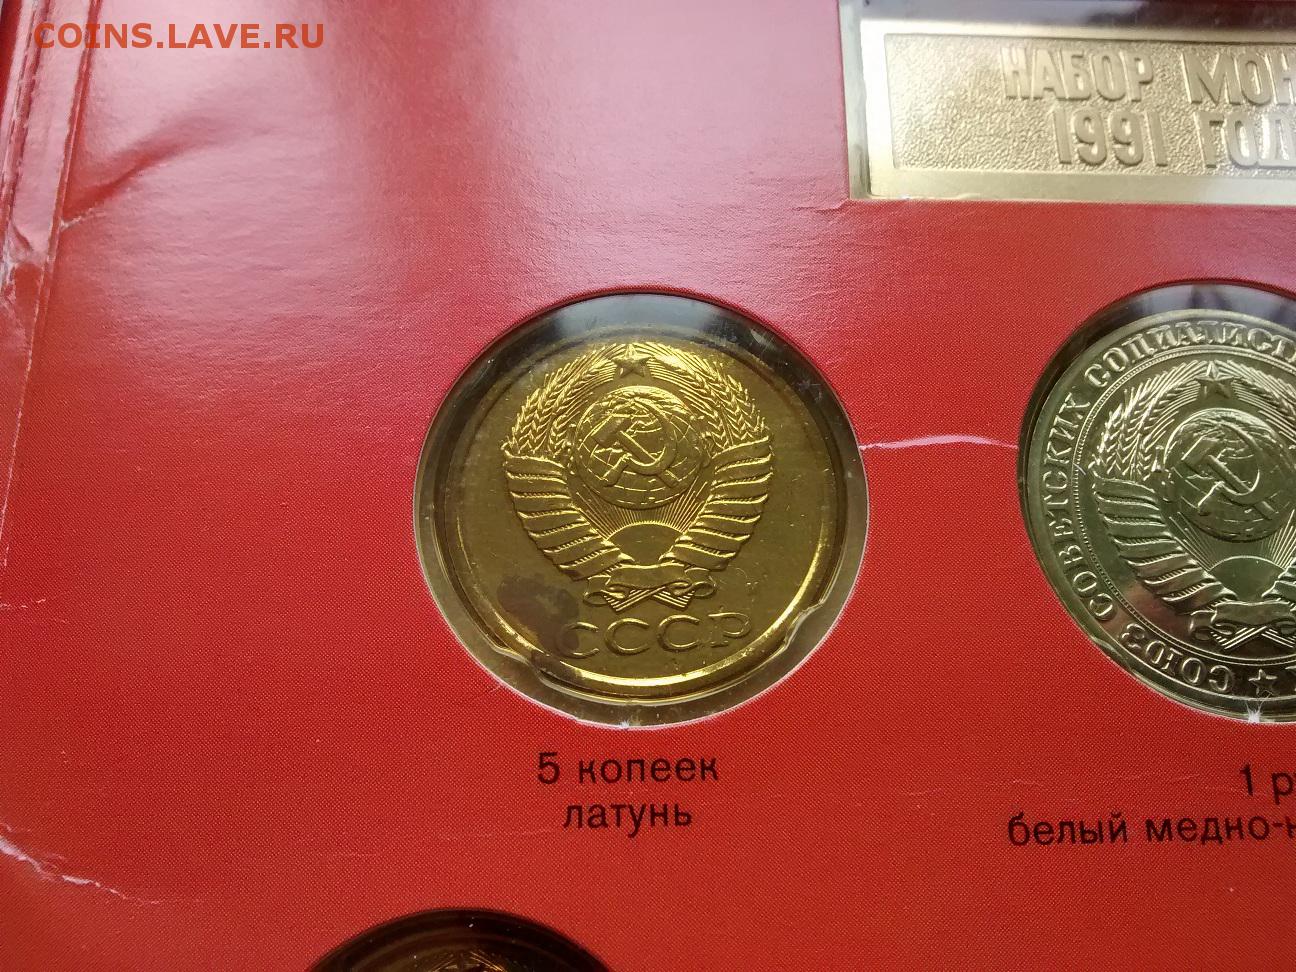 COINS.LAVE.RU
НАБОР МОН
1991 ГОД
СССР
5 копеек
латунь
СОЮЗ СОВЕТСКИХ СОЦИАЛИСТ
1 р
белый медно-н